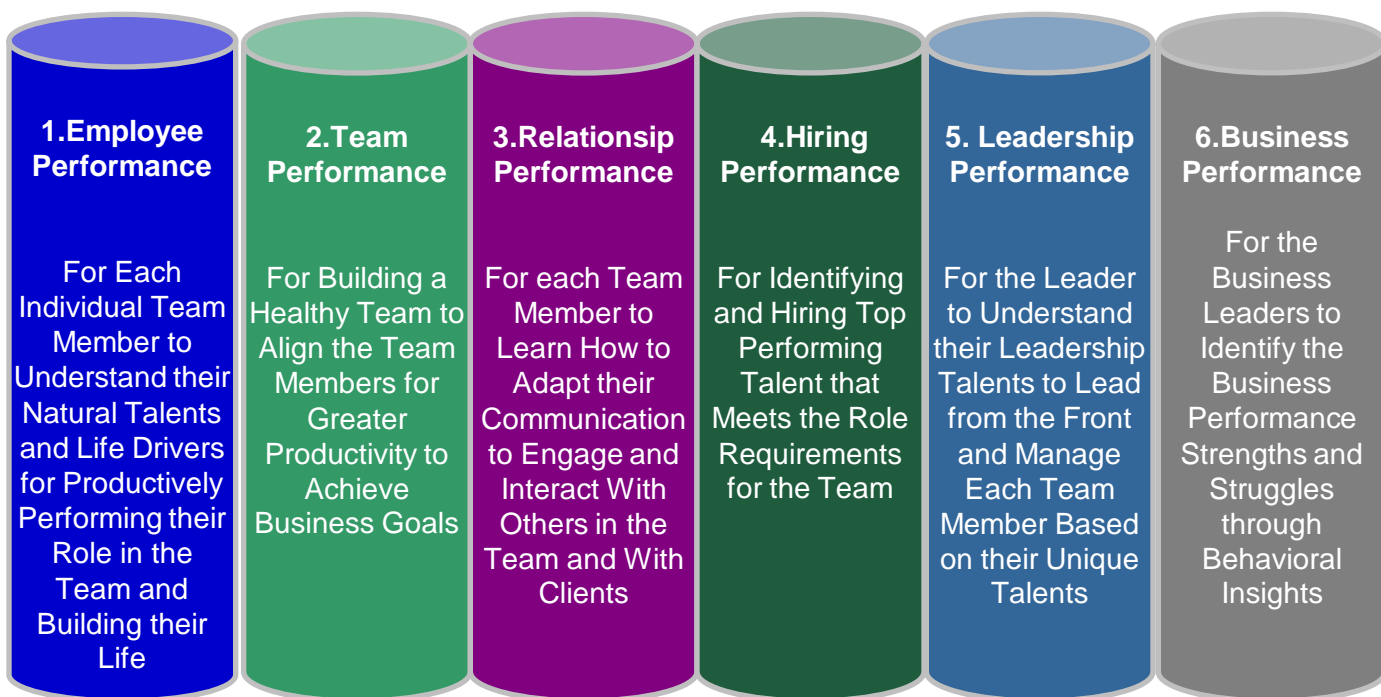 1.Employee
Performance
For Each
Individual Team
Member to
Understand their
Natural Talents
and Life Drivers
for Productively
Performing their
Role in the
Team and
Building their
Life
2.Team
Performance
For Building a
Healthy Team to
Align the Team
Members for
Greater
Productivity to
Achieve
Business Goals
3.Relationsip
Performance
For each Team
Member to
Learn How to
Adapt their
Communication
to Engage and
Interact With
Others in the
Team and With
Clients
4.Hiring
Performance
For Identifying
and Hiring Top
Performing
Talent that
Meets the Role
Requirements
for the Team
5. Leadership
Performance
For the Leader
to Understand
their Leadership
Talents to Lead
from the Front
and Manage
Each Team
Member Based
on their Unique
Talents
6.Business
Performance
For the
Business
Leaders to
Identify the
Business
Performance
Strengths and
Struggles
through
Behavioral
Insights